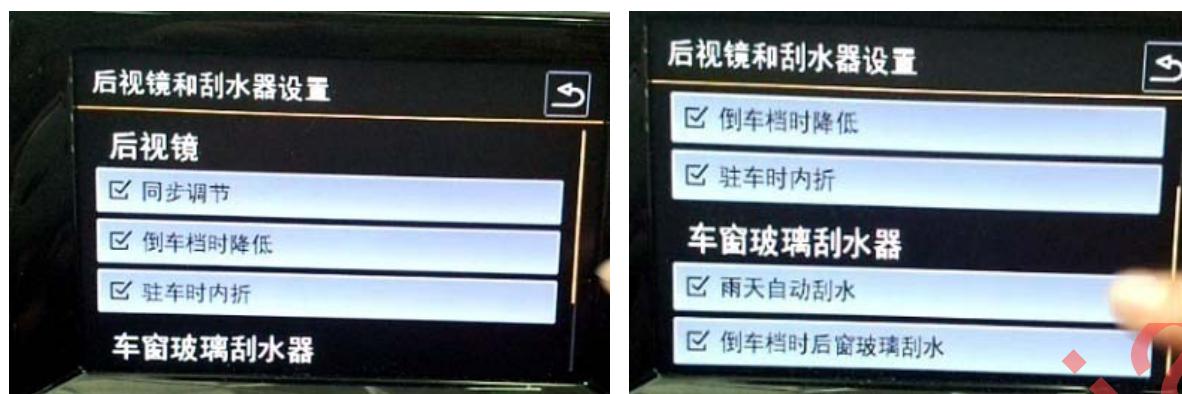 后视镜和刮水器设置
后视镜
同步调节
倒车档时降低
驻车时内折
车窗玻璃刮水器
后视镜和刮水器设置
倒车档时降低
驻车时内折
车窗玻璃刮水器
雨天自动刮水
倒车档时后窗玻璃刮水